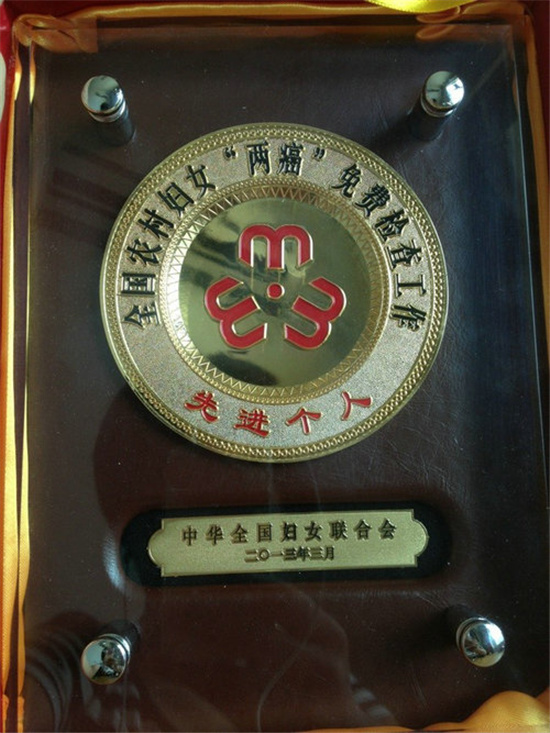 全国农村妇女“两癌”免费检查工作
先进个人
中华全国妇女联合会
二〇一三年三月